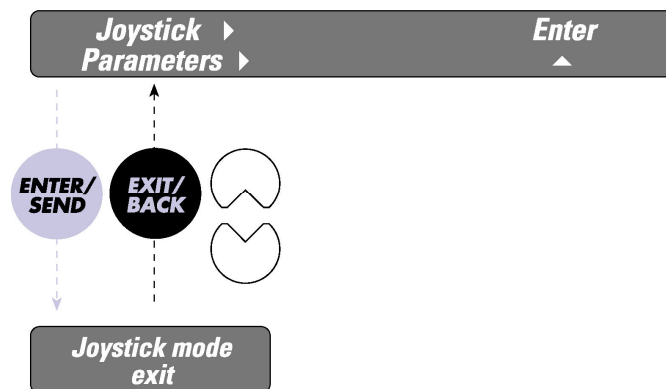 Joystick
Parameters
Enter
ENTER/
SEND
EXIT/
BACK
Joystick mode
exit